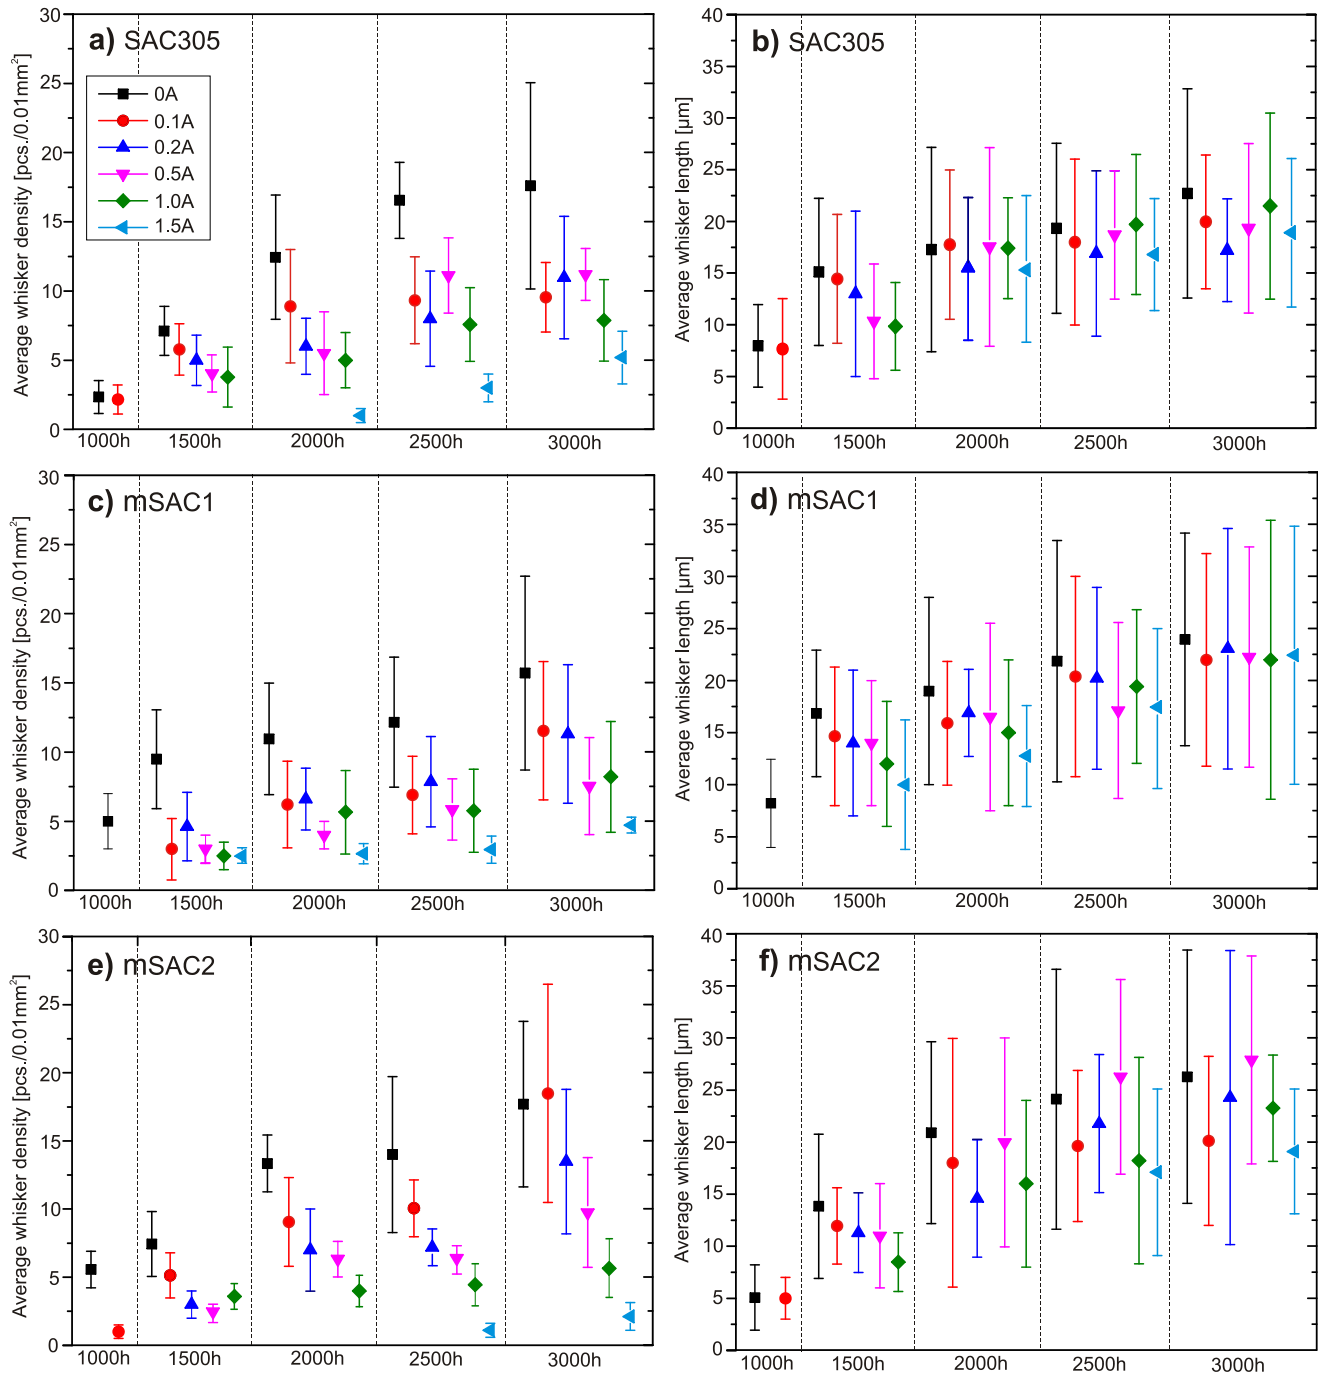 a) SAC305
Average whisker density [pcs./0.01mm²]
30
25
20
15
10
5
0
0A
0.1A
0.2A
0.5A
1.0A
1.5A
1000h 1500h 2000h 2500h 3000h
b) SAC305
Average whisker length [µm]
40
35
30
25
20
15
10
5
0
1000h 1500h 2000h 2500h 3000h
c) mSAC1
Average whisker density [pcs./0.01mm²]
30
25
20
15
10
5
0
1000h 1500h 2000h 2500h 3000h
d) mSAC1
Average whisker length [µm]
40
35
30
25
20
15
10
5
0
1000h 1500h 2000h 2500h 3000h
e) mSAC2
Average whisker density [pcs./0.01mm²]
30
25
20
15
10
5
0
1000h 1500h 2000h 2500h 3000h
f) mSAC2
Average whisker length [µm]
40
35
30
25
20
15
10
5
0
1000h 1500h 2000h 2500h 3000h